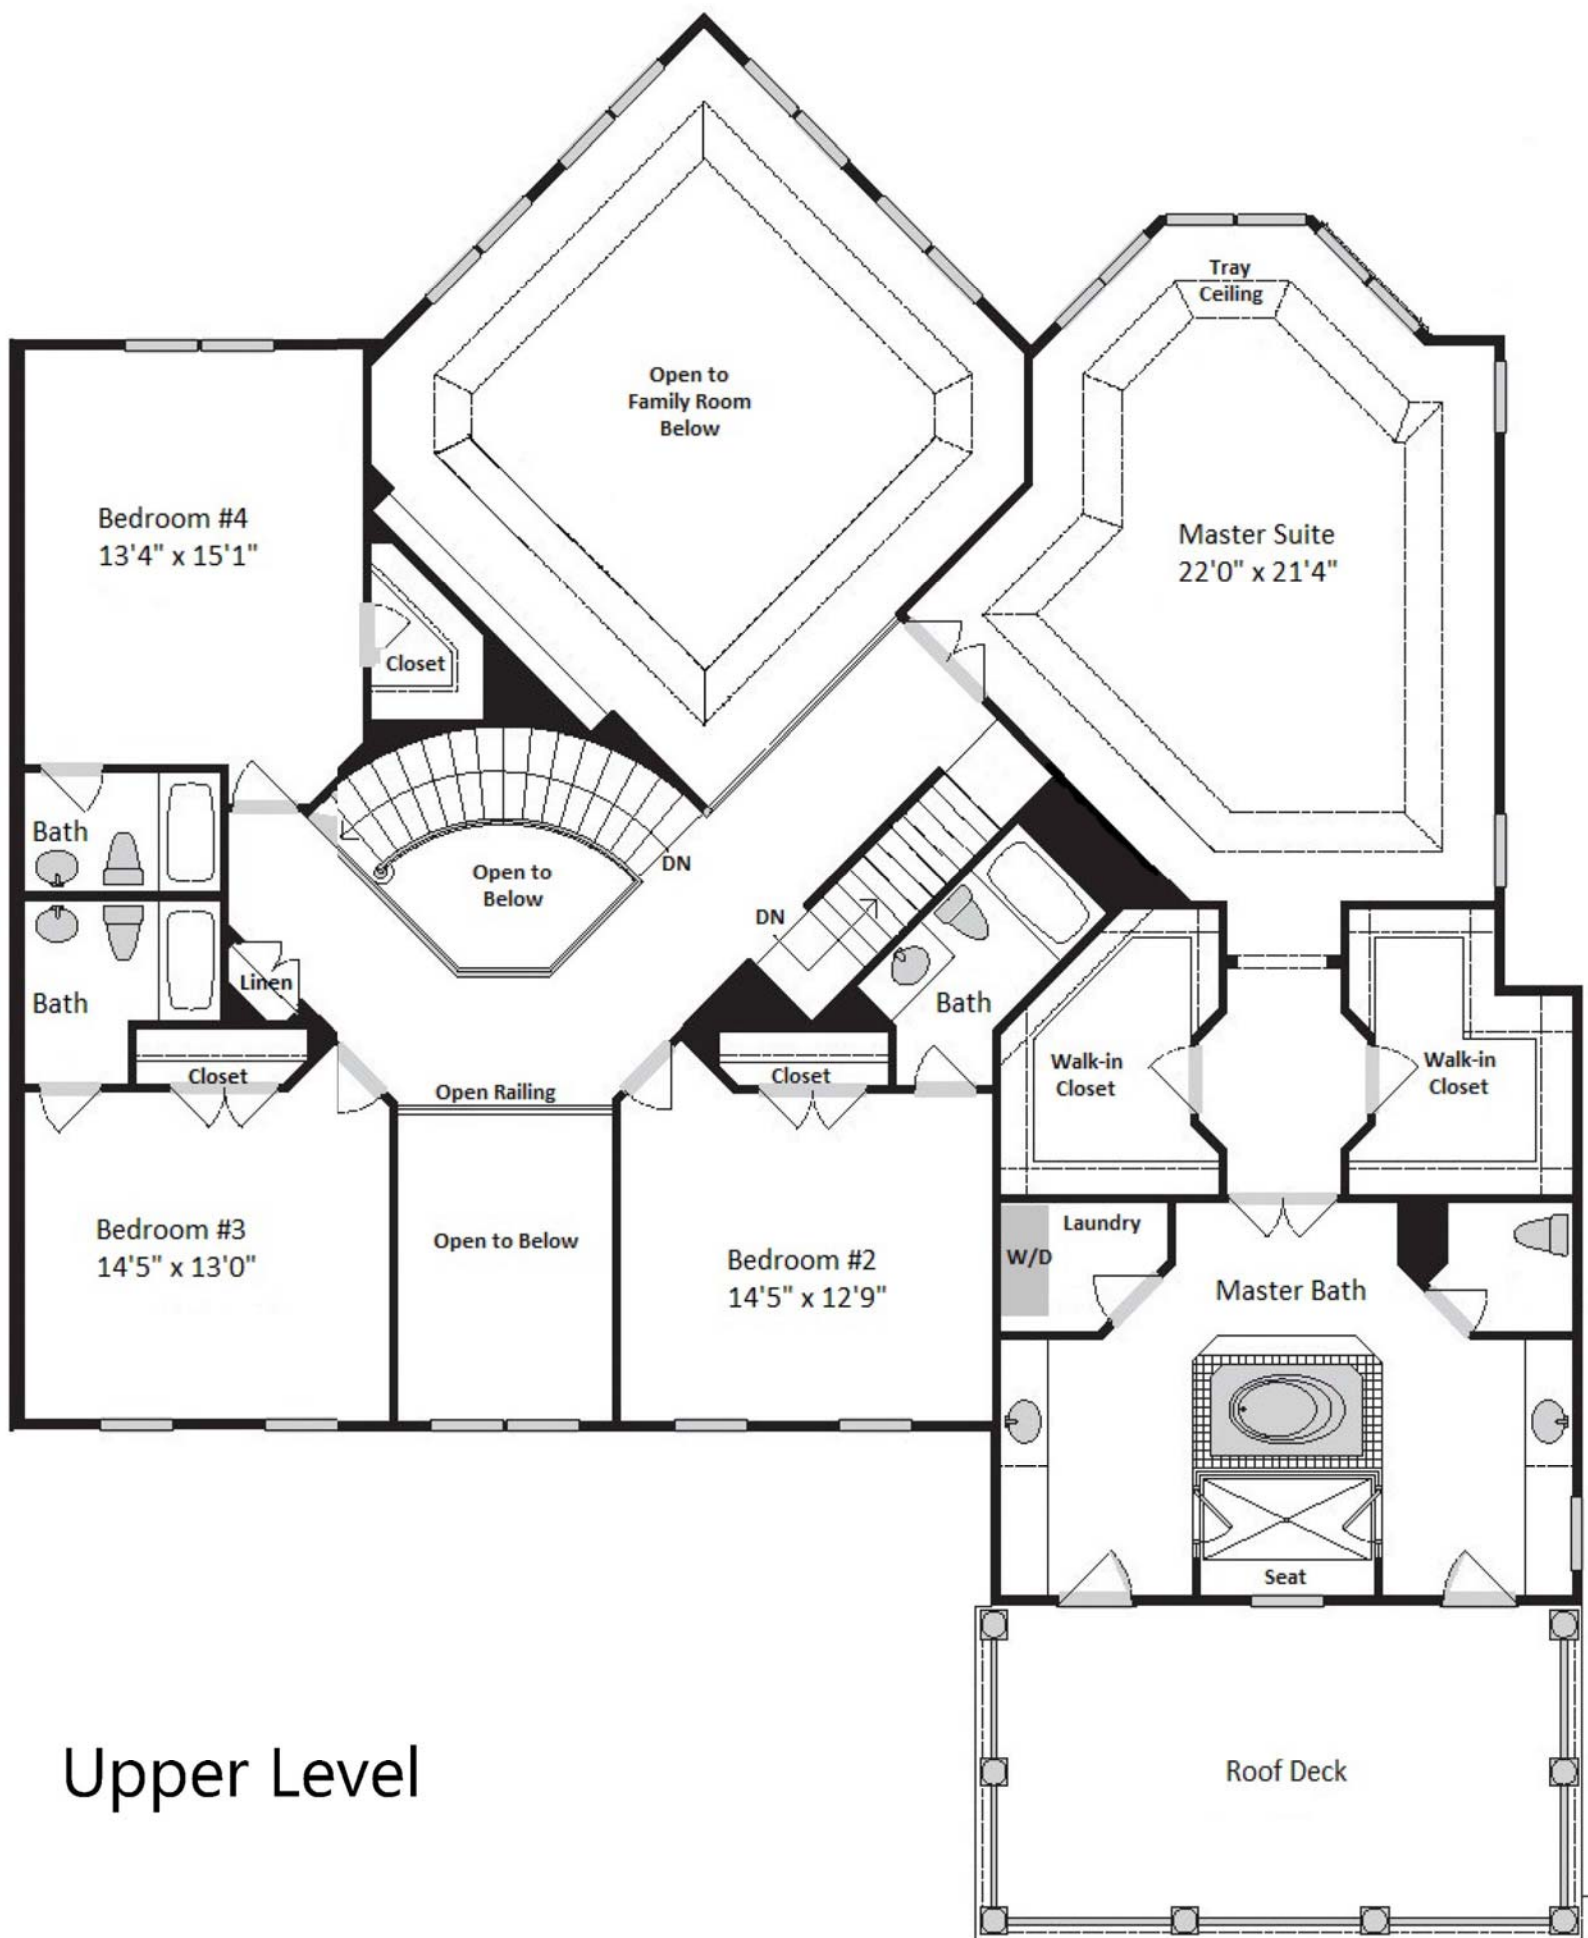 Tray
Ceiling
Open to
Family Room
Below
Bedroom #4
13'4" x 15'1"
Master Suite
22'0" x 21'4"
Closet
Bath
Open to
Below
DN
DN
Linen
Bath
Bath
Closet
Open Railing
Closet
Walk-in
Closet
Walk-in
Closet
Bedroom #3
14'5" x 13'0"
Open to Below
Bedroom #2
14'5" x 12'9"
Laundry
W/D
Master Bath
Seat
Upper Level
Roof Deck